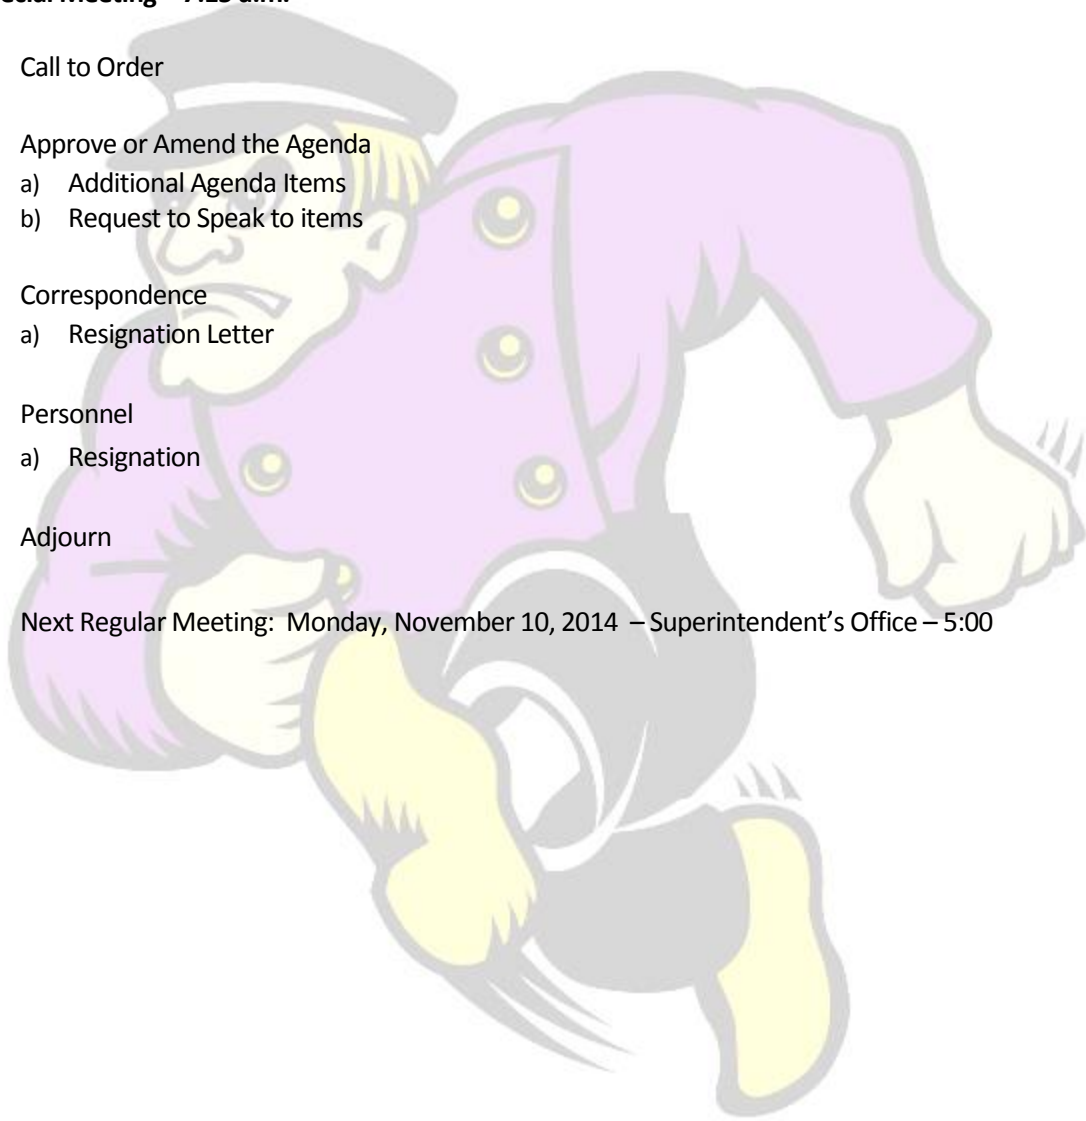 Meeting
Call to Order
Approve or Amend the Agenda
a) Additional Agenda Items
b) Request to Speak to items
Correspondence
a) Resignation Letter
Personnel
a) Resignation
Adjourn
Next Regular Meeting: Monday, November 10, 2014 – Superintendent’s Office – 5:00